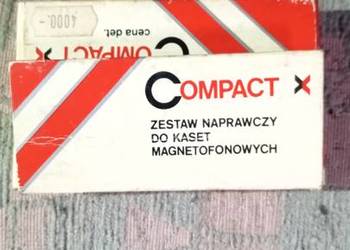 4000.-
cena det.
COMPACT
COMPACT
ZESTAW NAPRAWCZY
DO KASET
MAGNETOFONOWYCH